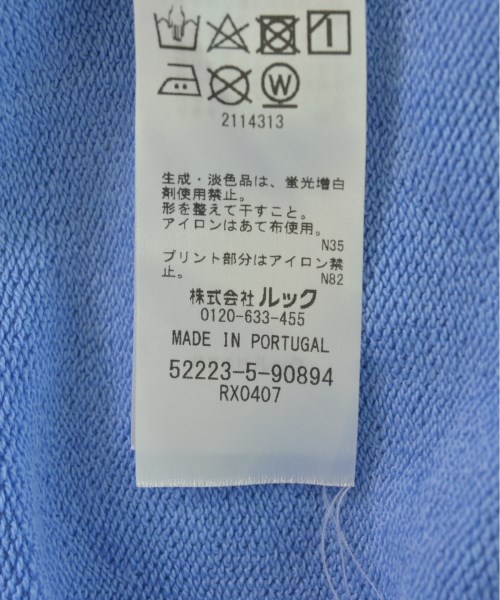 2114313
生成・淡色品は、蛍光増白
剤使用禁止。
形を整えて干すこと。
アイロンはあて布使用。
N35
プリント部分はアイロン禁
止。
N82
株式会社ルック
0120-633-455
MADE IN PORTUGAL
52223-5-90894
RX0407